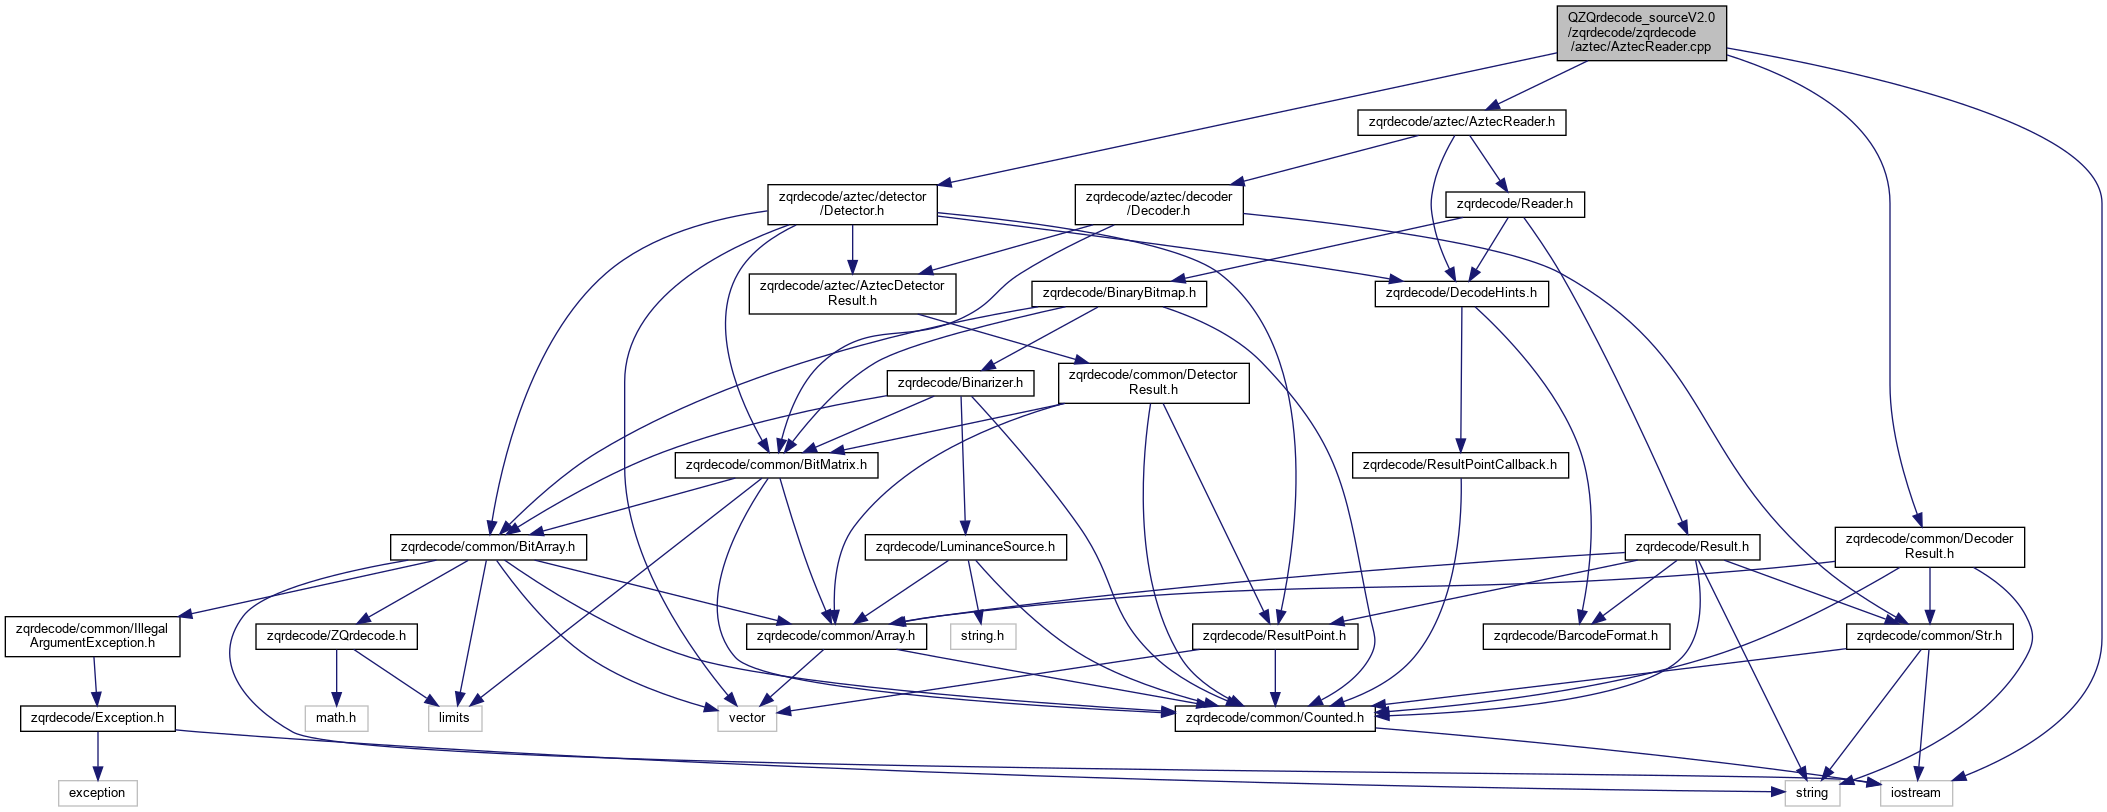 QZQrdecode_sourceV2.0
/zqrdecode/zqrdecode
/aztec/AztecReader.cpp
zqrdecode/aztec/AztecReader.h
zqrdecode/aztec/detector
/Detector.h
zqrdecode/aztec/decoder
/Decoder.h
zqrdecode/Reader.h
zqrdecode/aztec/AztecDetector
Result.h
zqrdecode/BinaryBitmap.h
zqrdecode/DecodeHints.h
zqrdecode/Binarizer.h
zqrdecode/common/Detector
Result.h
zqrdecode/common/BitMatrix.h
zqrdecode/ResultPointCallback.h
zqrdecode/common/BitArray.h
zqrdecode/LuminanceSource.h
zqrdecode/Result.h
zqrdecode/common/Decoder
Result.h
zqrdecode/common/Illegal
ArgumentException.h
zqrdecode/ZQrdecode.h
zqrdecode/common/Array.h
string.h
zqrdecode/ResultPoint.h
zqrdecode/BarcodeFormat.h
zqrdecode/common/Str.h
zqrdecode/Exception.h
math.h
limits
vector
zqrdecode/common/Counted.h
exception
string
iostream